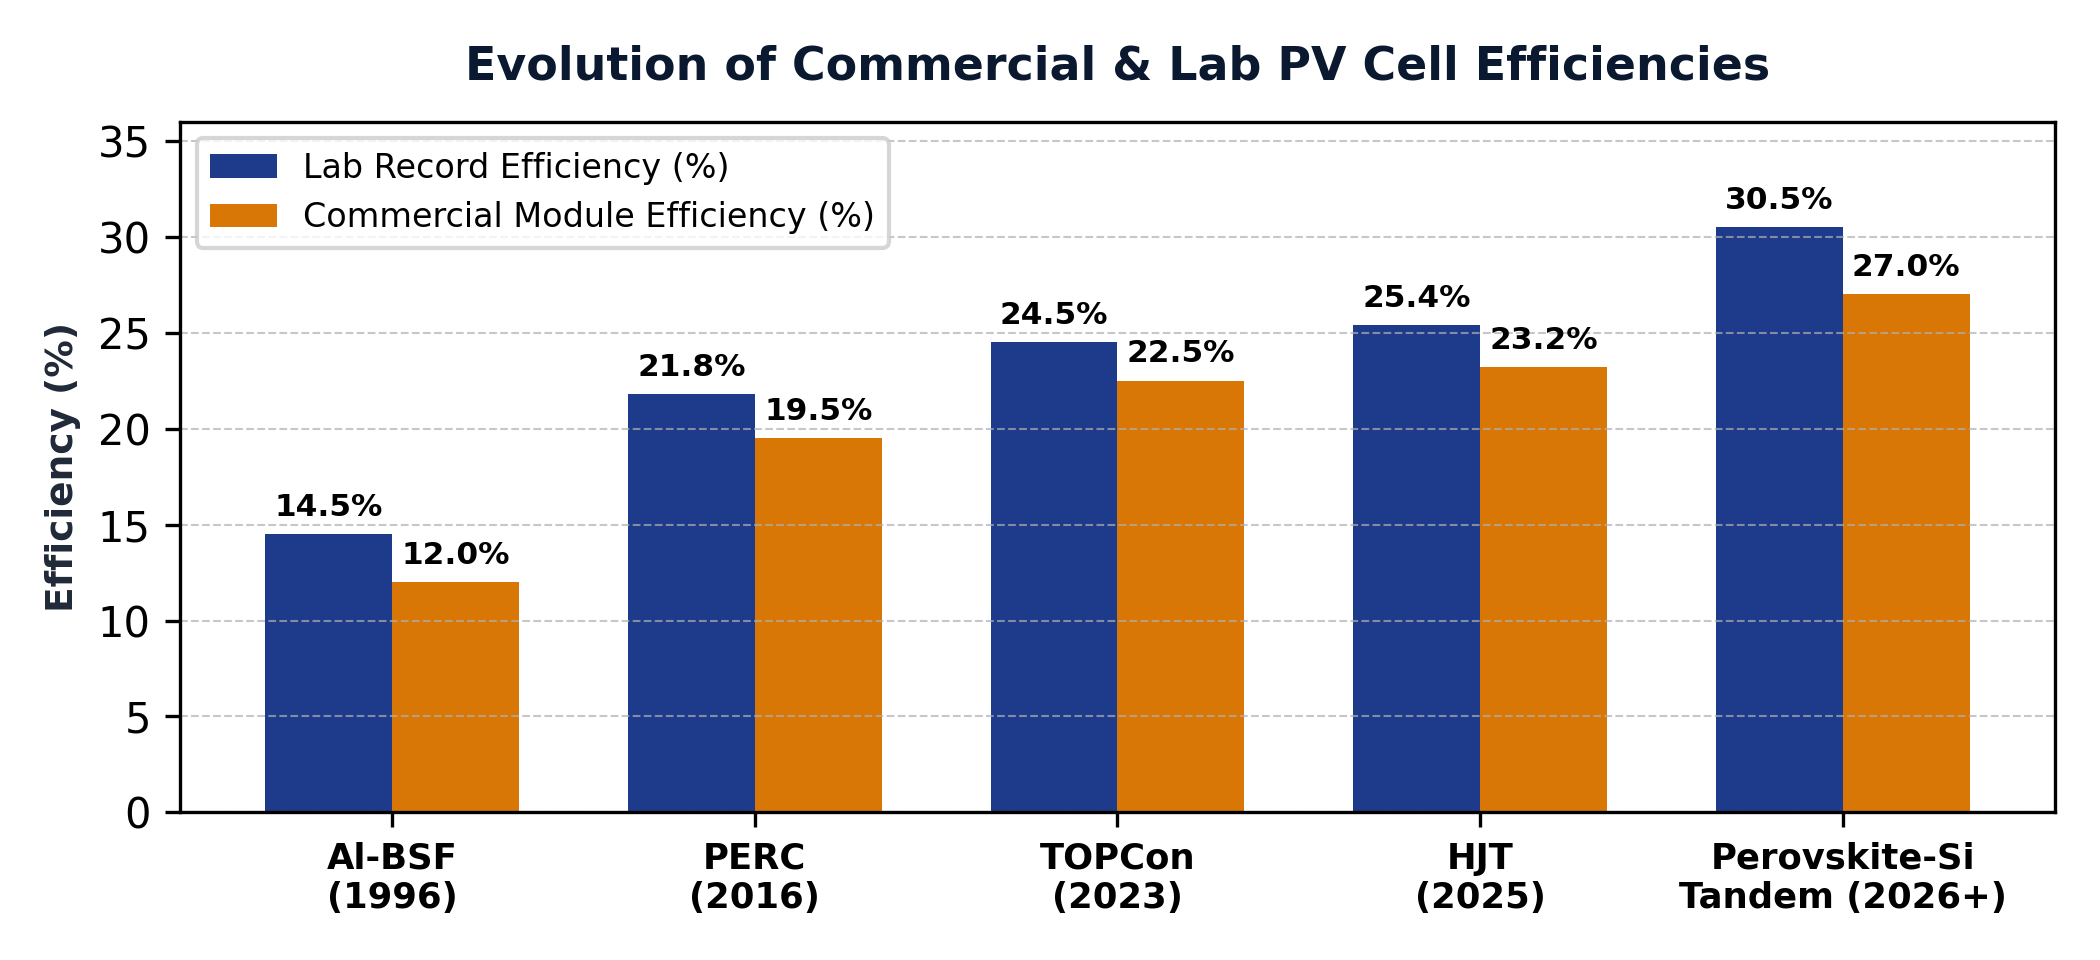 Evolution of Commercial & Lab PV Cell Efficiencies
Lab Record Efficiency (%)
Commercial Module Efficiency (%)
Efficiency (%)
35
30
25
20
15
10
5
0
14.5%
12.0%
21.8%
19.5%
24.5%
22.5%
25.4%
23.2%
30.5%
27.0%
Al-BSF
(1996)
PERC
(2016)
TOPCon
(2023)
HJT
(2025)
Perovskite-Si
Tandem (2026+)